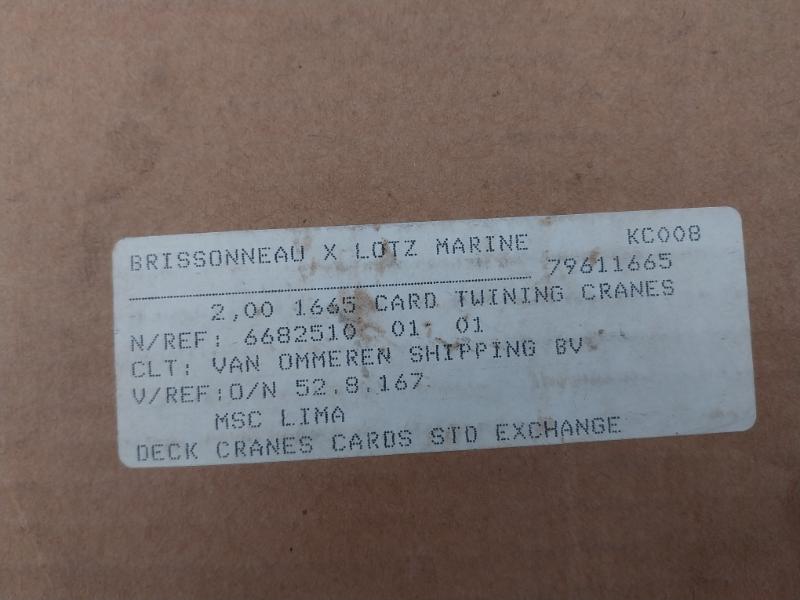 BRISSONNEAU X LOTZ MARINE KC008
79611665
2,00 1665 CARD TWINING CRANES
N/REF: 6682510 01 01
CLT: VAN OMMEREN SHIPPING BV
V/REF:O/N 52.8.167
MSC LIMA
DECK CRANES CARDS STD EXCHANGE